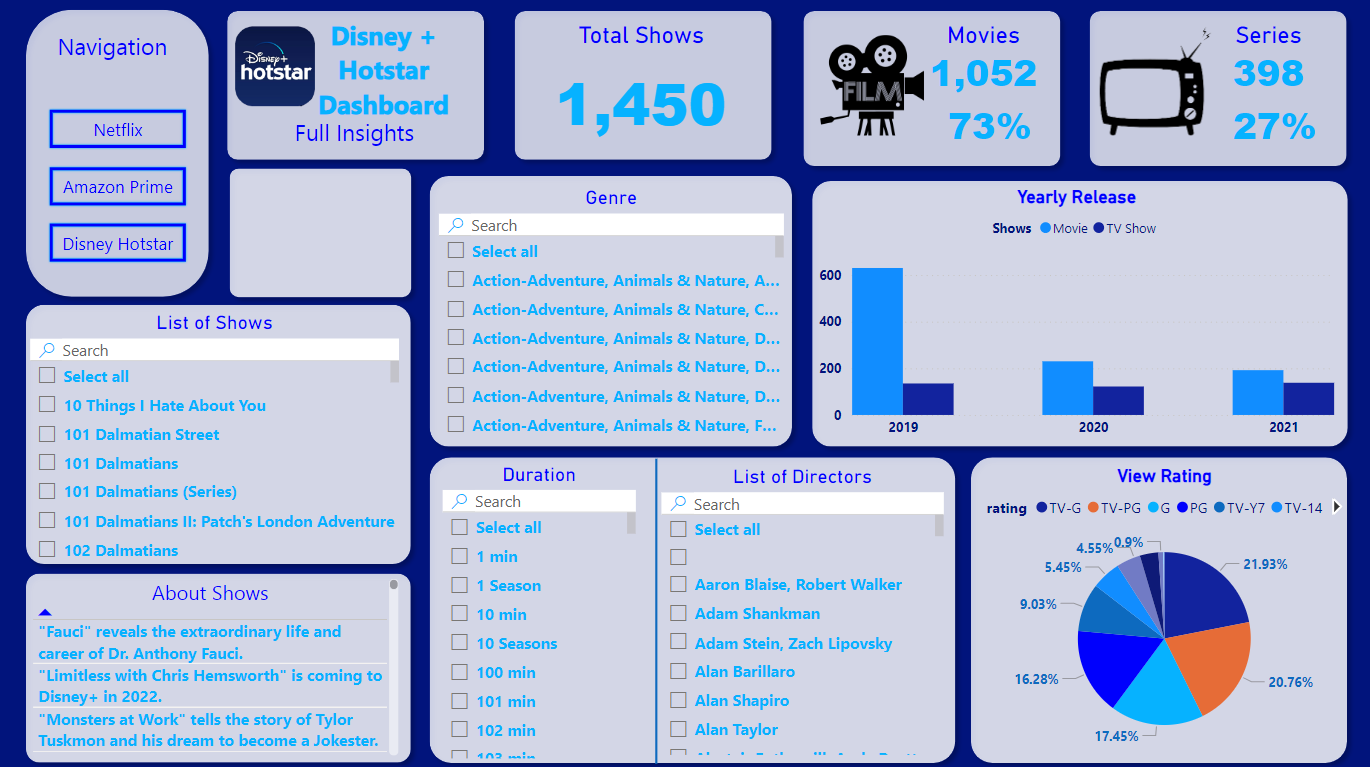 Navigation
Netflix
Amazon Prime
Disney Hotstar
Disney+
hotstar
Disney +
Hotstar
Dashboard
Full Insights
Total Shows
1,450
FILM
Movies
1,052
73%
Series
398
27%
List of Shows
Search
Select all
10 Things I Hate About You
101 Dalmatian Street
101 Dalmatians
101 Dalmatians (Series)
101 Dalmatians II: Patch's London Adventure
102 Dalmatians
About Shows
"Fauci" reveals the extraordinary life and
career of Dr. Anthony Fauci.
"Limitless with Chris Hemsworth" is coming to
Disney+ in 2022.
"Monsters at Work" tells the story of Tylor
Tuskmon and his dream to become a Jokester.
Genre
Search
Select all
Action-Adventure, Animals & Nature, A...
Action-Adventure, Animals & Nature, C...
Action-Adventure, Animals & Nature, D...
Action-Adventure, Animals & Nature, D...
Action-Adventure, Animals & Nature, D...
Action-Adventure, Animals & Nature, F...
Yearly Release
Shows Movie TV Show
600
400
200
0
2019 2020 2021
Duration
Search
Select all
1 min
1 Season
10 min
10 Seasons
100 min
101 min
102 min
103 min
List of Directors
Search
Select all
Aaron Blaise, Robert Walker
Adam Shankman
Adam Stein, Zach Lipovsky
Alan Barillaro
Alan Shapiro
Alan Taylor
View Rating
rating TV-G TV-PG G PG TV-Y7 TV-14
0.9%
4.55%
5.45%
9.03%
16.28%
17.45%
20.76%
21.93%